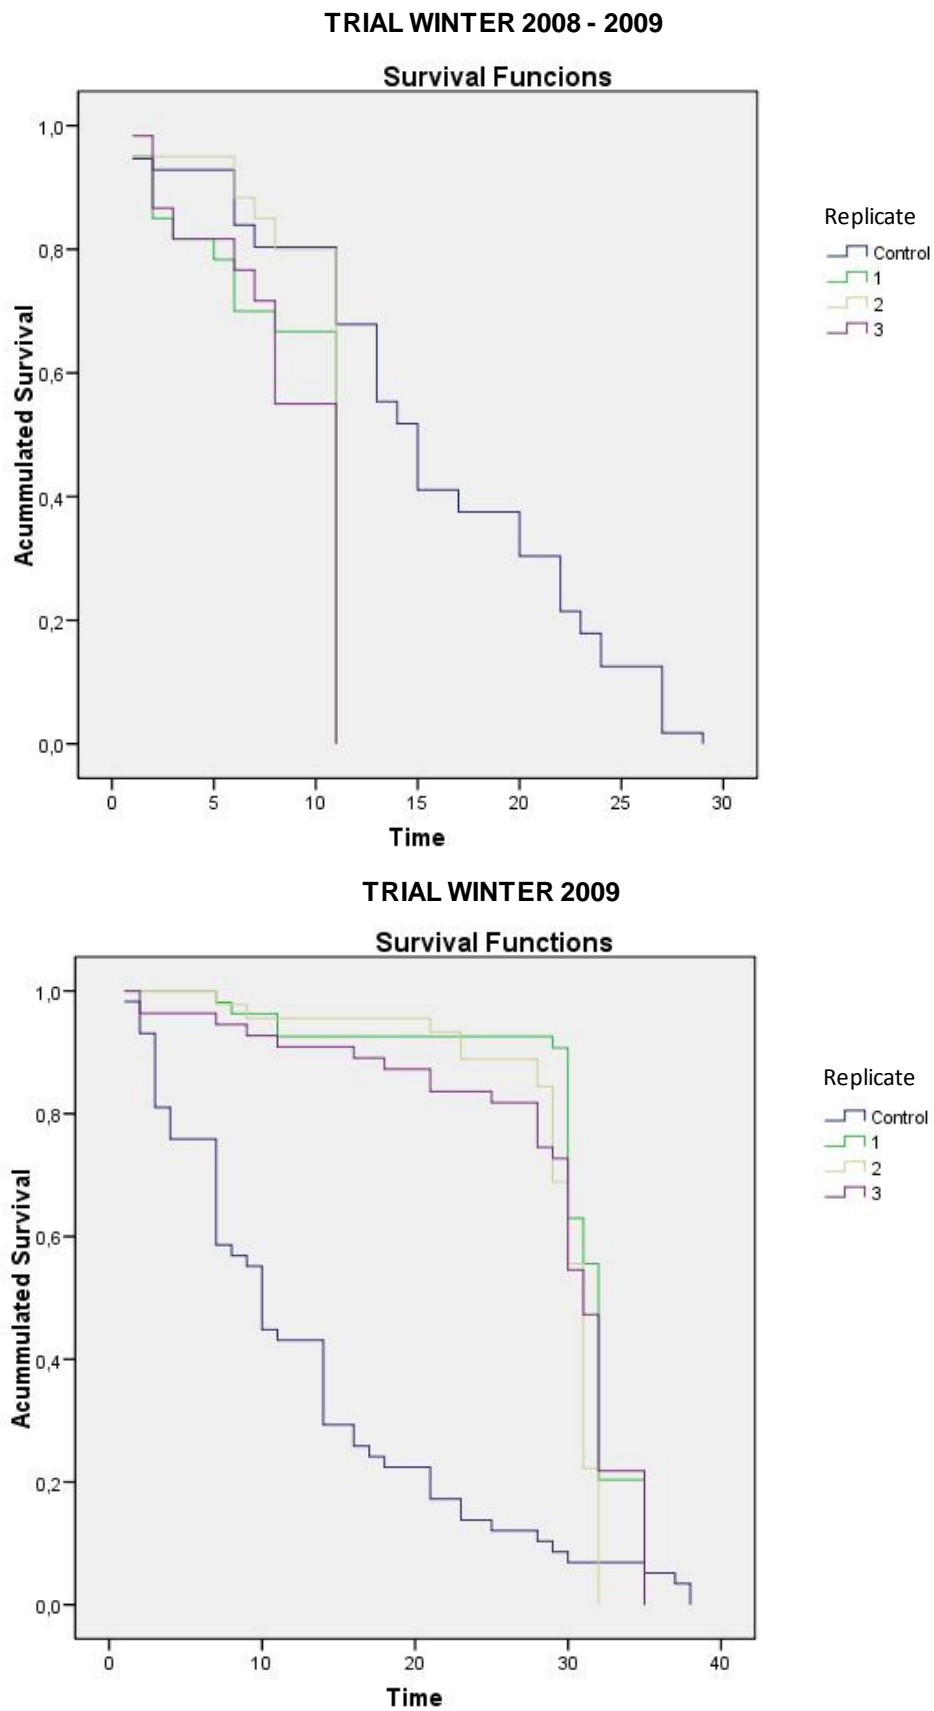 TRIAL WINTER 2008 - 2009
Survival Funcions
Acummulated Survival
1,0
0,8
0,6
0,4
0,2
0,0
0 5 10 15 20 25 30
Time
Replicate
Control
1
2
3
TRIAL WINTER 2009
Survival Functions
Acummulated Survival
1,0
0,8
0,6
0,4
0,2
0,0
0 10 20 30 40
Time
Replicate
Control
1
2
3